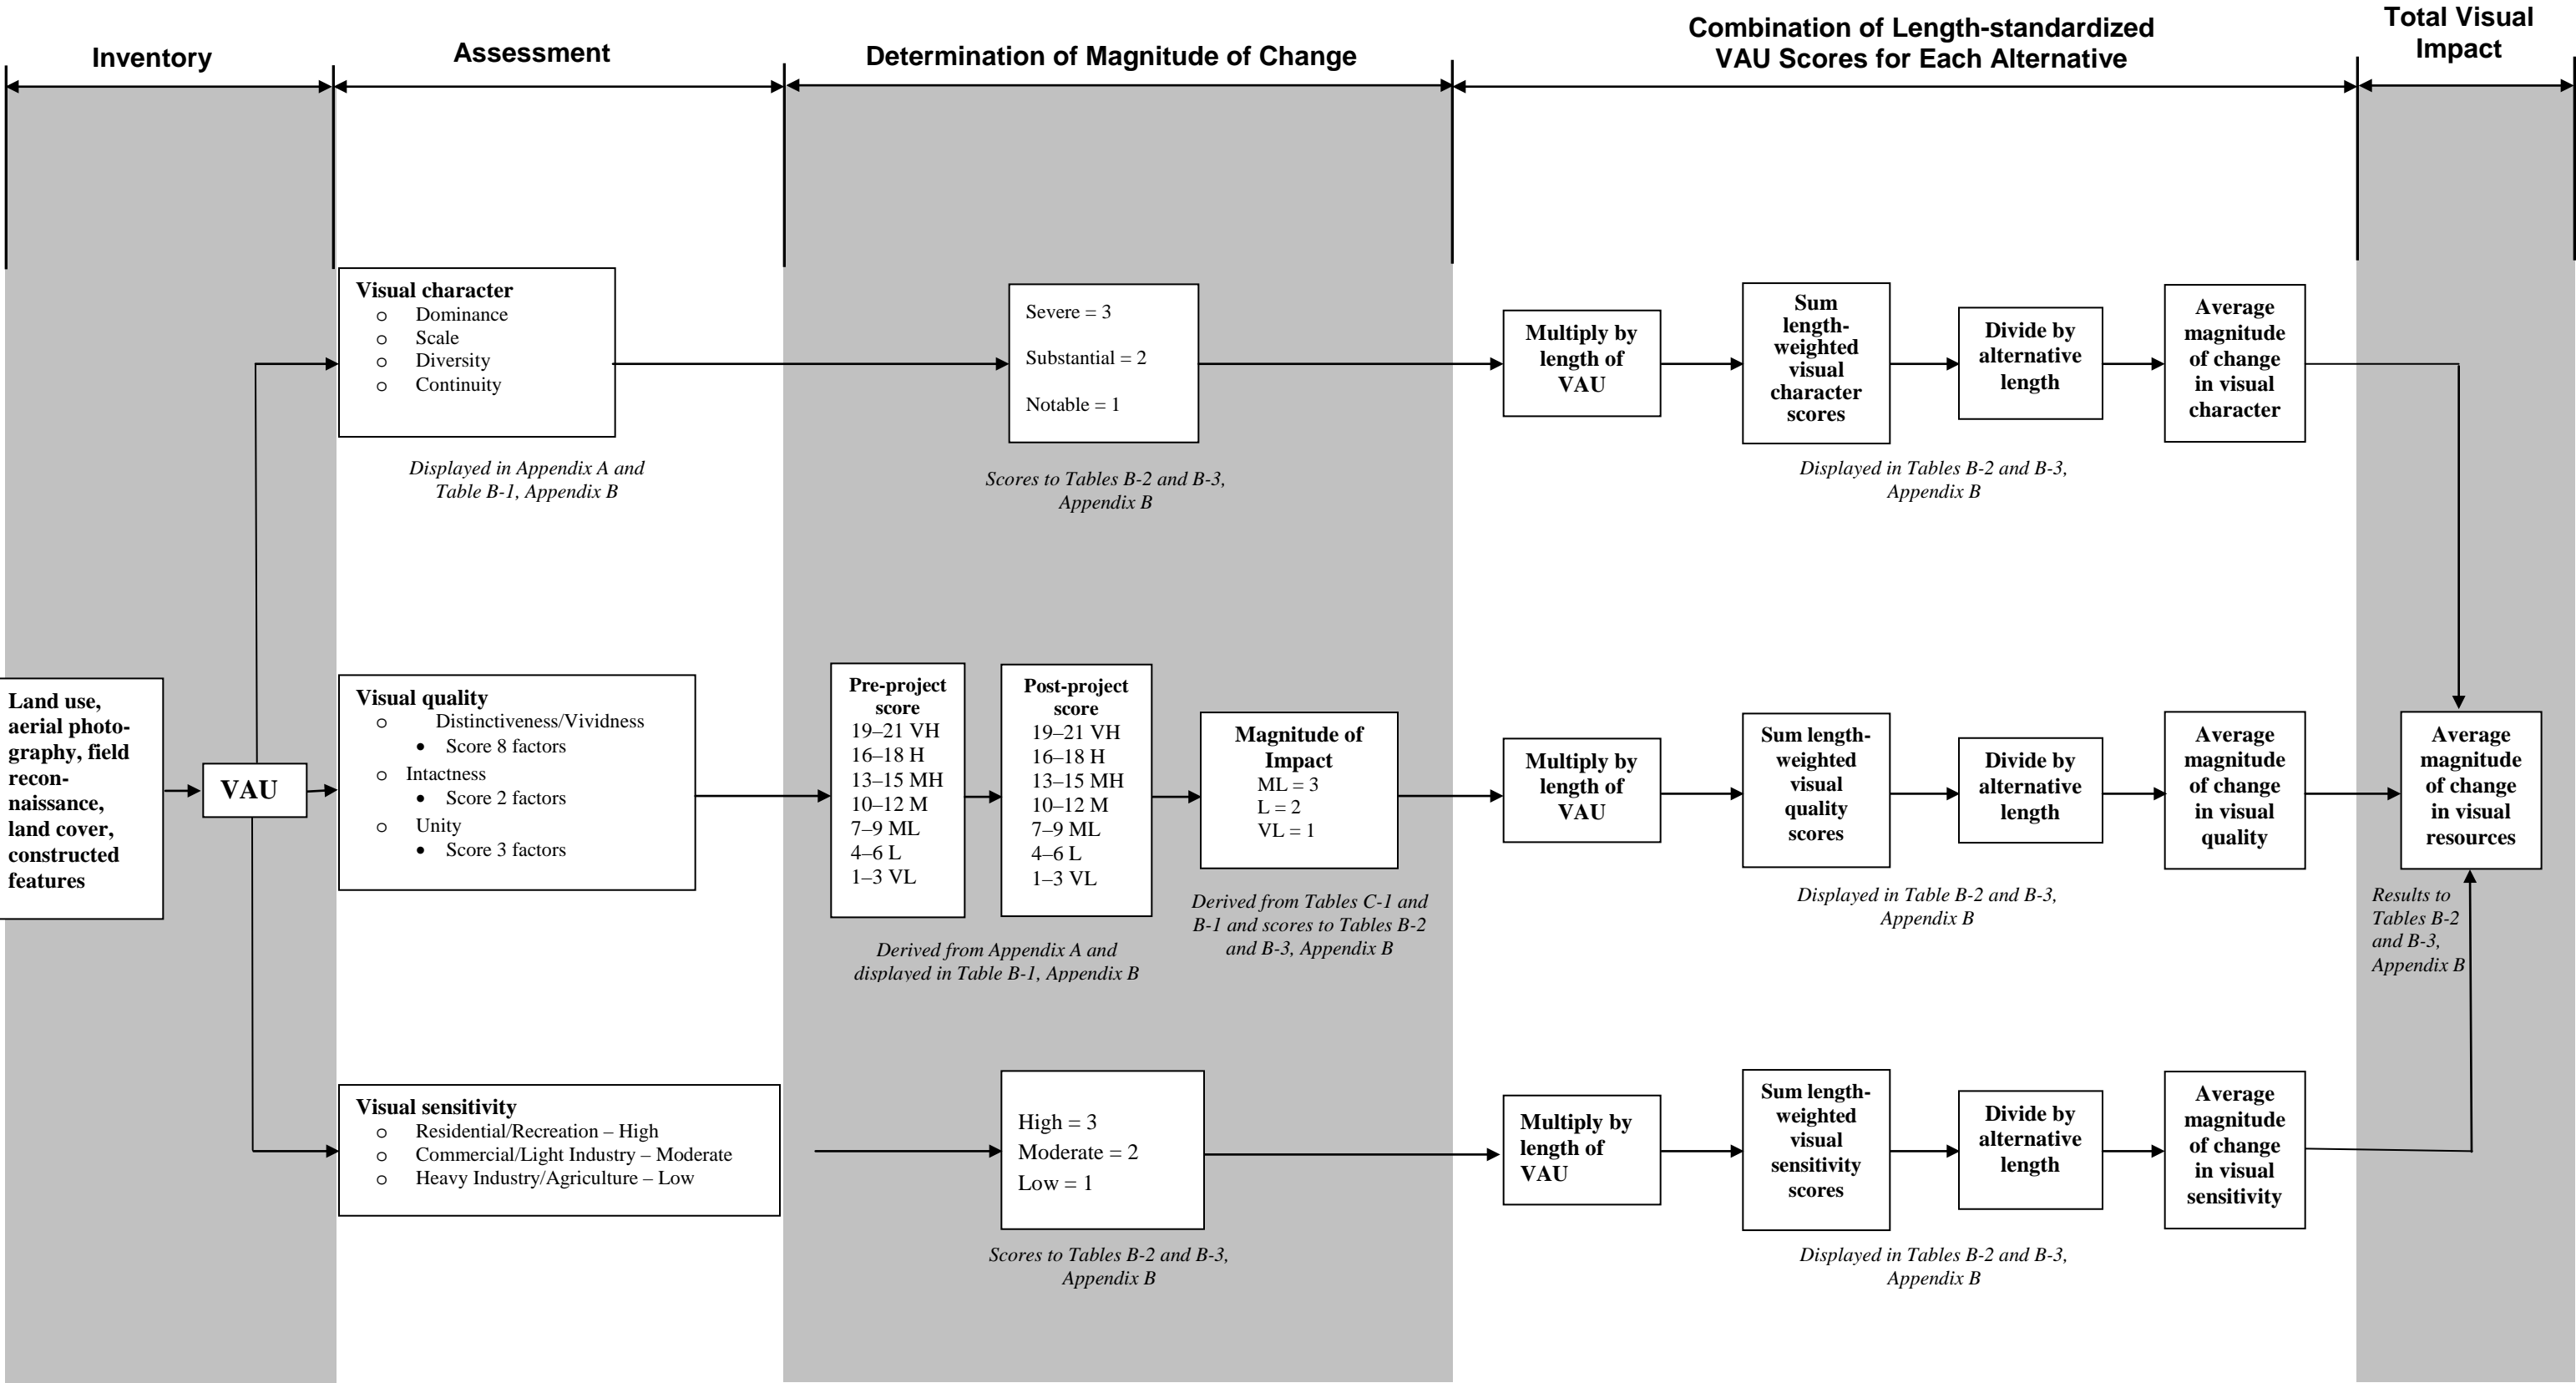 Inventory
Assessment
Determination of Magnitude of Change
Combination of Length-standardized
VAU Scores for Each Alternative
Total Visual
Impact
Land use,
aerial photo-
graphy, field
recon-
naissance,
land cover,
constructed
features
VAU
Visual character
o Dominance
o Scale
o Diversity
o Continuity
Displayed in Appendix A and
Table B-1, Appendix B
Severe = 3
Substantial = 2
Notable = 1
Scores to Tables B-2 and B-3,
Appendix B
Multiply by
length of
VAU
Sum
length-
weighted
visual
character
scores
Divide by
alternative
length
Average
magnitude
of change
in visual
character
Displayed in Tables B-2 and B-3,
Appendix B
Visual quality
o Distinctiveness/Vividness
• Score 8 factors
o Intactness
• Score 2 factors
o Unity
• Score 3 factors
Pre-project
score
19–21 VH
16–18 H
13–15 MH
10–12 M
7–9 ML
4–6 L
1–3 VL
Post-project
score
19–21 VH
16–18 H
13–15 MH
10–12 M
7–9 ML
4–6 L
1–3 VL
Derived from Appendix A and
displayed in Table B-1, Appendix B
Magnitude of
Impact
ML = 3
L = 2
VL = 1
Derived from Tables C-1 and
B-1 and scores to Tables B-2
and B-3, Appendix B
Multiply by
length of
VAU
Sum length-
weighted
visual
quality
scores
Divide by
alternative
length
Average
magnitude
of change
in visual
quality
Displayed in Table B-2 and B-3,
Appendix B
Average
magnitude
of change
in visual
resources
Results to
Tables B-2
and B-3,
Appendix B
Visual sensitivity
o Residential/Recreation – High
o Commercial/Light Industry – Moderate
o Heavy Industry/Agriculture – Low
High = 3
Moderate = 2
Low = 1
Scores to Tables B-2 and B-3,
Appendix B
Multiply by
length of
VAU
Sum length-
weighted
visual
sensitivity
scores
Divide by
alternative
length
Average
magnitude
of change
in visual
sensitivity
Displayed in Tables B-2 and B-3,
Appendix B